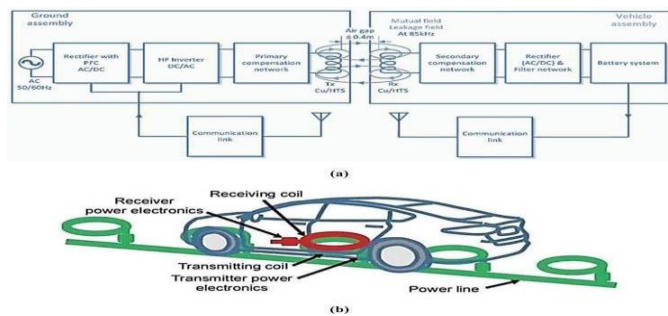 Ground
assembly
Air gap
≤ 0.4m
Mutual field
Leakage field
At 85kHz
Vehicle
assembly
Rectifier with
PFC
AC/DC
HF Inverter
DC/AC
Primary
compensation
network
Secondary
compensation
network
Rectifier
(AC/DC) &
Filter network
Battery system
AC
50/60Hz
Tx
Cu/HTS
Rx
Cu/HTS
Communication
link
Communication
link
(a)
Receiver
power electronics
Receiving coil
Transmitting coil
Transmitter power
electronics
Power line
(b)